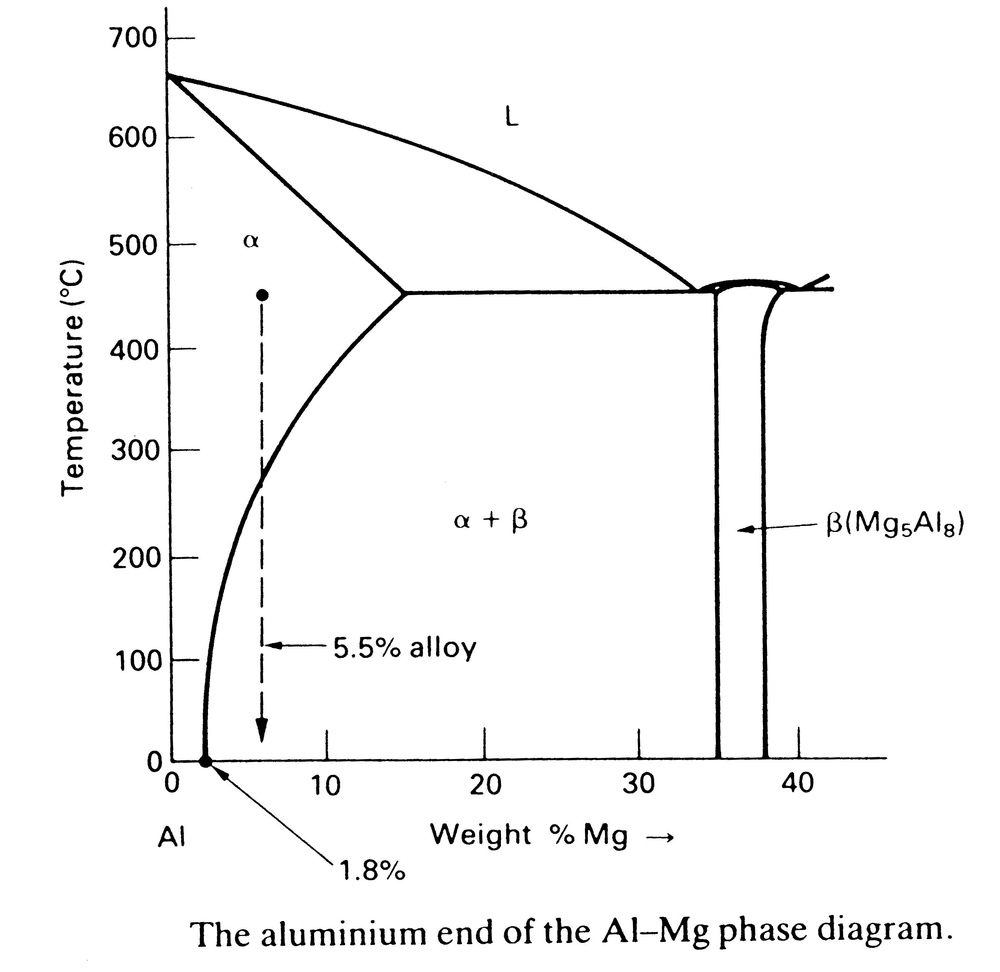 700
600
500
400
300
200
100
0
Temperature (°C)
L
α
α + β
β(Mg₅Al₈)
5.5% alloy
0
10
20
30
40
Al
Weight % Mg →
1.8%
The aluminium end of the Al–Mg phase diagram.